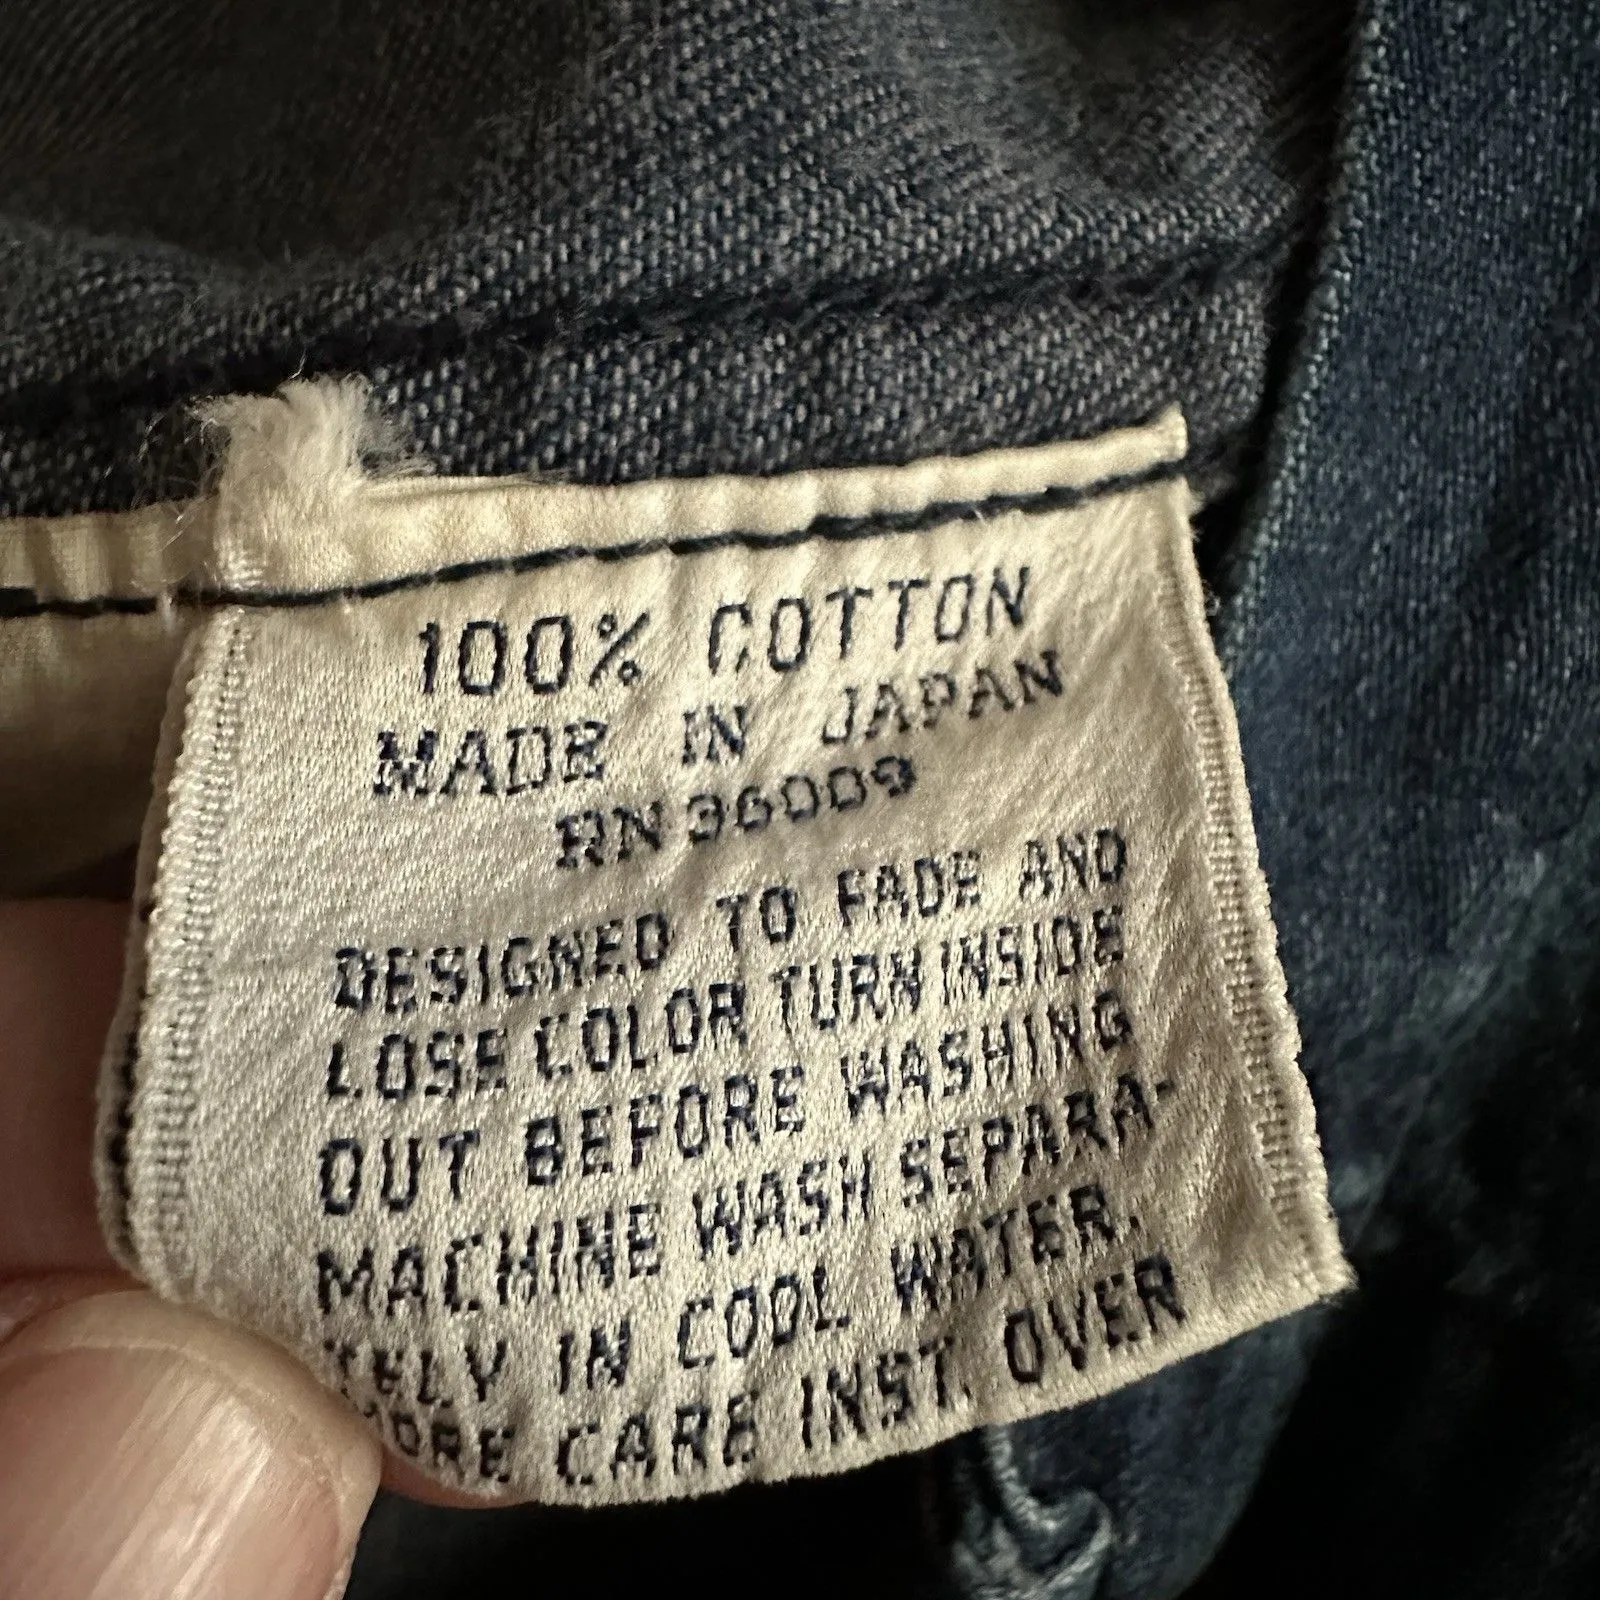 100% COTTON
MADE IN JAPAN
RN 36009
DESIGNED TO FADE AND
LOSE COLOR TURN INSIDE
OUT BEFORE WASHING
MACHINE WASH SEPARA-
TELY IN COOL WATER.
MORE CARE INST. OVER